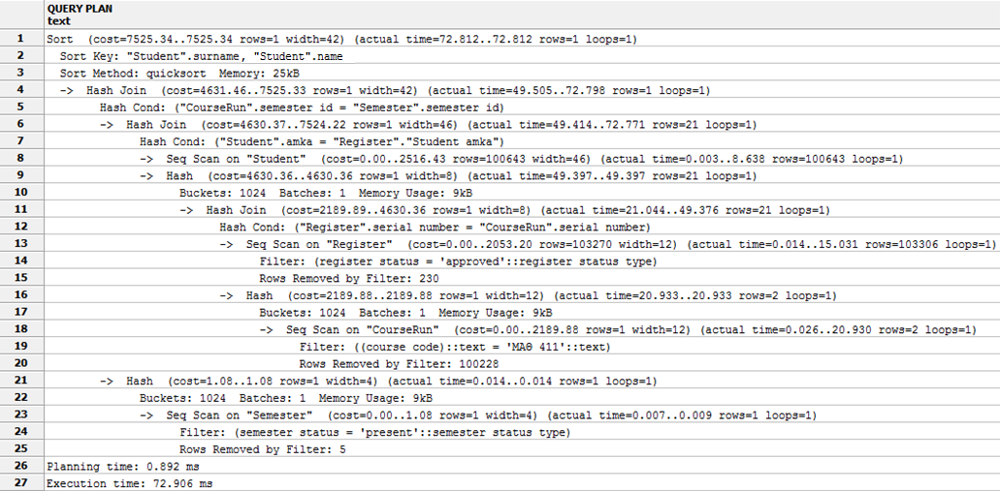 QUERY PLAN
text
1 Sort (cost=7525.34..7525.34 rows=1 width=42) (actual time=72.812..72.812 rows=1 loops=1)
2 Sort Key: "Student".surname, "Student".name
3 Sort Method: quicksort Memory: 25kB
4 -> Hash Join (cost=4631.46..7525.33 rows=1 width=42) (actual time=49.505..72.798 rows=1 loops=1)
5 Hash Cond: ("CourseRun".semester id = "Semester".semester id)
6 -> Hash Join (cost=4630.37..7524.22 rows=1 width=46) (actual time=49.414..72.771 rows=21 loops=1)
7 Hash Cond: ("Student".amka = "Register"."Student amka")
8 -> Seq Scan on "Student" (cost=0.00..2516.43 rows=100643 width=46) (actual time=0.003..8.638 rows=100643 loops=1)
9 -> Hash (cost=4630.36..4630.36 rows=1 width=8) (actual time=49.397..49.397 rows=21 loops=1)
10 Buckets: 1024 Batches: 1 Memory Usage: 9kB
11 -> Hash Join (cost=2189.89..4630.36 rows=1 width=8) (actual time=21.044..49.376 rows=21 loops=1)
12 Hash Cond: ("Register".serial number = "CourseRun".serial number)
13 -> Seq Scan on "Register" (cost=0.00..2053.20 rows=103270 width=12) (actual time=0.014..15.031 rows=103306 loops=1)
14 Filter: (register status = 'approved'::register status type)
15 Rows Removed by Filter: 230
16 -> Hash (cost=2189.88..2189.88 rows=1 width=12) (actual time=20.933..20.933 rows=2 loops=1)
17 Buckets: 1024 Batches: 1 Memory Usage: 9kB
18 -> Seq Scan on "CourseRun" (cost=0.00..2189.88 rows=1 width=12) (actual time=0.026..20.930 rows=2 loops=1)
19 Filter: ((course code)::text = 'ΜΑΘ 411'::text)
20 Rows Removed by Filter: 100228
21 -> Hash (cost=1.08..1.08 rows=1 width=4) (actual time=0.014..0.014 rows=1 loops=1)
22 Buckets: 1024 Batches: 1 Memory Usage: 9kB
23 -> Seq Scan on "Semester" (cost=0.00..1.08 rows=1 width=4) (actual time=0.007..0.009 rows=1 loops=1)
24 Filter: (semester status = 'present'::semester status type)
25 Rows Removed by Filter: 5
26 Planning time: 0.892 ms
27 Execution time: 72.906 ms